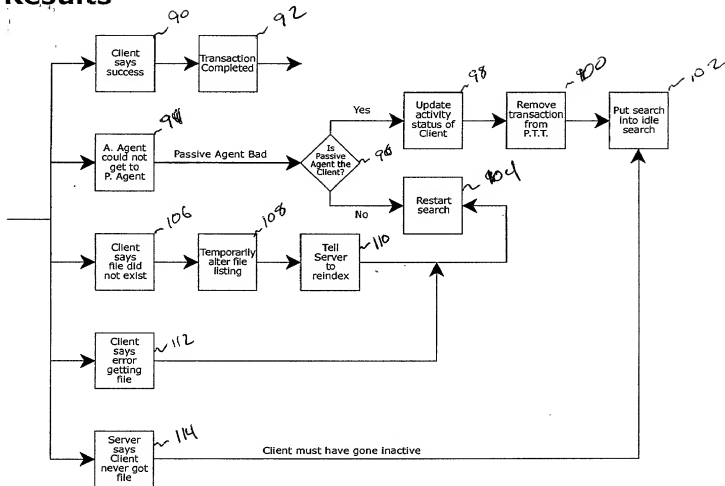 Results
90
Client
says
success
92
Transaction
Completed
A. Agent
could not
get to
P. Agent
Passive Agent Bad
Is
Passive
Agent the
Client?
Yes
98
Update
activity
status of
Client
Remove
transaction
from
P.T.T.
102
Put search
into idle
search
No
Restart
search
106
Client
says
file did
not exist
108
Temporarily
alter file
listing
110
Tell
Server
to
reindex
112
Client
says
error
getting
file
114
Server
says
Client
never got
file
Client must have gone inactive